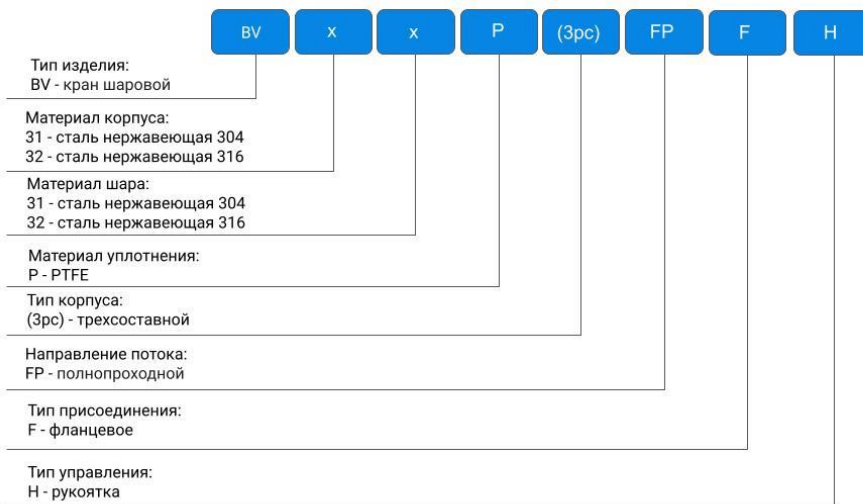 BV x x P (3pc) FP F H
Тип изделия:
BV - кран шаровой
Материал корпуса:
31 - сталь нержавеющая 304
32 - сталь нержавеющая 316
Материал шара:
31 - сталь нержавеющая 304
32 - сталь нержавеющая 316
Материал уплотнения:
P - PTFE
Тип корпуса:
(3pc) - трехсоставной
Направление потока:
FP - полнопроходной
Тип присоединения:
F - фланцевое
Тип управления:
H - рукоятка